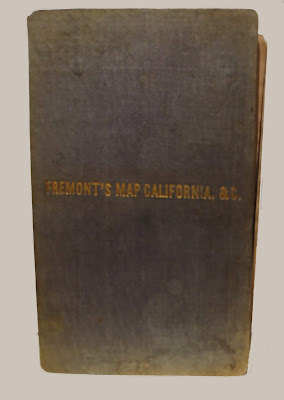 FREMONT'S MAP CALIFORNIA, &C.